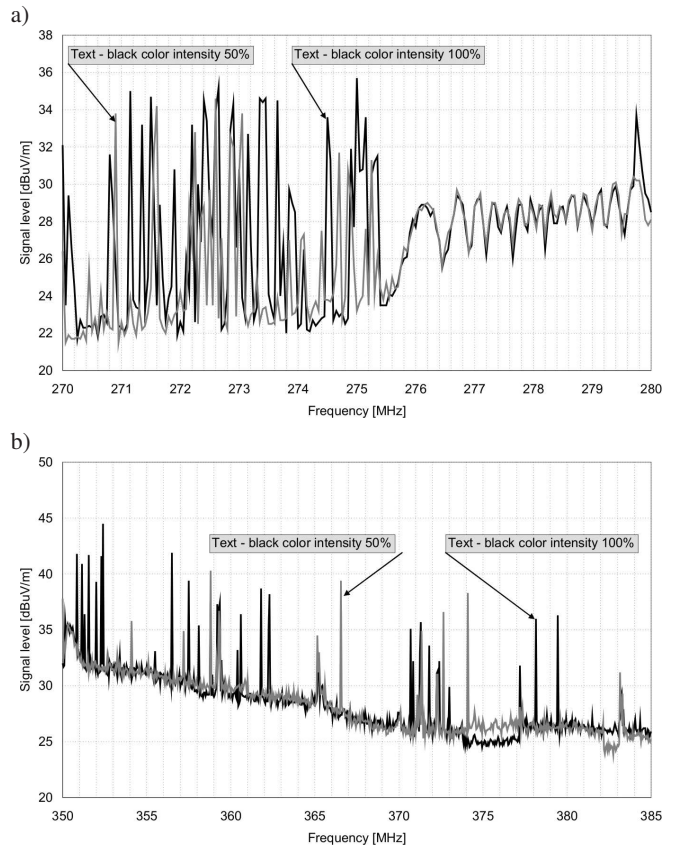 a)
38
36
34
32
30
28
26
24
22
20
Signal level [dBuV/m]
Text - black color intensity 50%
Text - black color intensity 100%
270 271 272 273 274 275 276 277 278 279 280
Frequency [MHz]
b)
50
45
40
35
30
25
20
Signal level [dBuV/m]
Text - black color intensity 50%
Text - black color intensity 100%
350 355 360 365 370 375 380 385
Frequency [MHz]